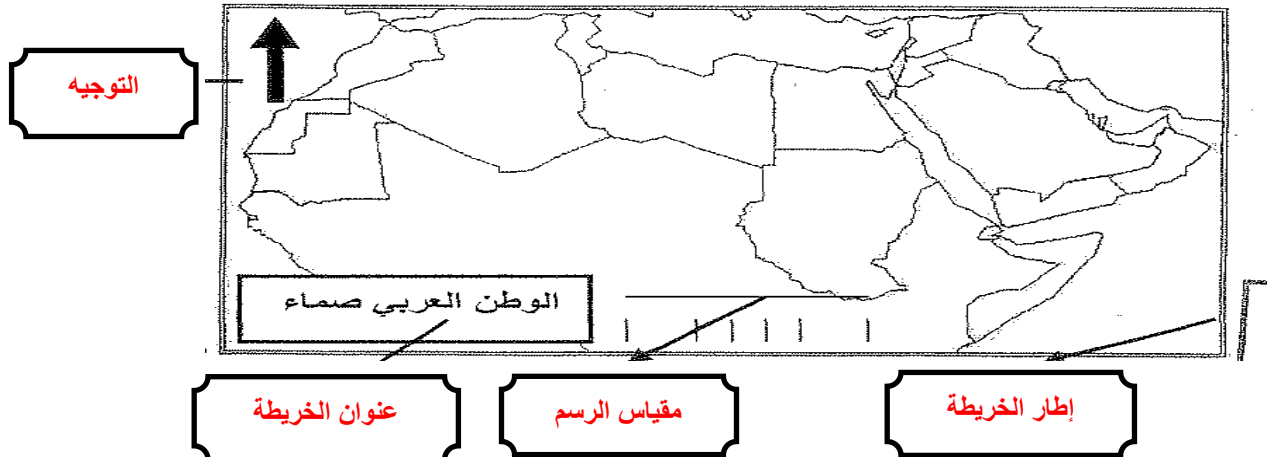 التوجيه
الوطن العربي صماء
إطار الخريطة
مقياس الرسم
عنوان الخريطة